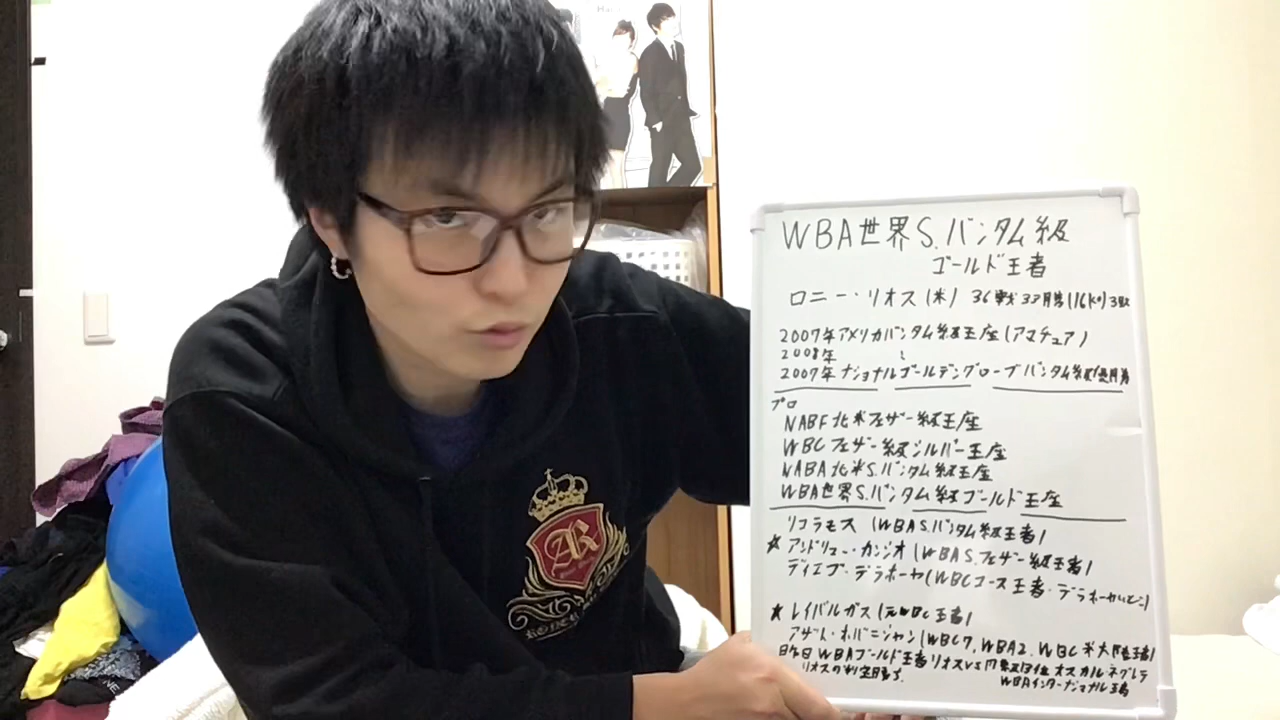 WBA世界S.バンタム級
ゴールド王者
ロニー・リオス(米) 36戦33勝(16KO)3敗
2007年アメリカバンタム級王座(アマチュア)
2008年 〜
2007年ナショナルゴールデングローブバンタム級優勝
プロ
NABF北米フェザー級王座
WBCフェザー級シルバー王座
NABA北米S.バンタム級王座
WBA世界S.バンタム級ゴールド王座
リコラモス(WBAS.バンタム級王者)
★アンドリュー・カンシオ(WBAS.フェザー級王者)
ディエゴ・デラホーヤ(WBCユース王者・デラホーヤいとこ)
★レイバルガス(元WBC王者)
アザト・ホバニシャン(WBC7,WBA2,WBC米大陸王者)
昨日WBAゴールド王者リオスvs同級13位オスカルネグレテ
リオスの判定勝ち. WBAインターナショナル王者
AR